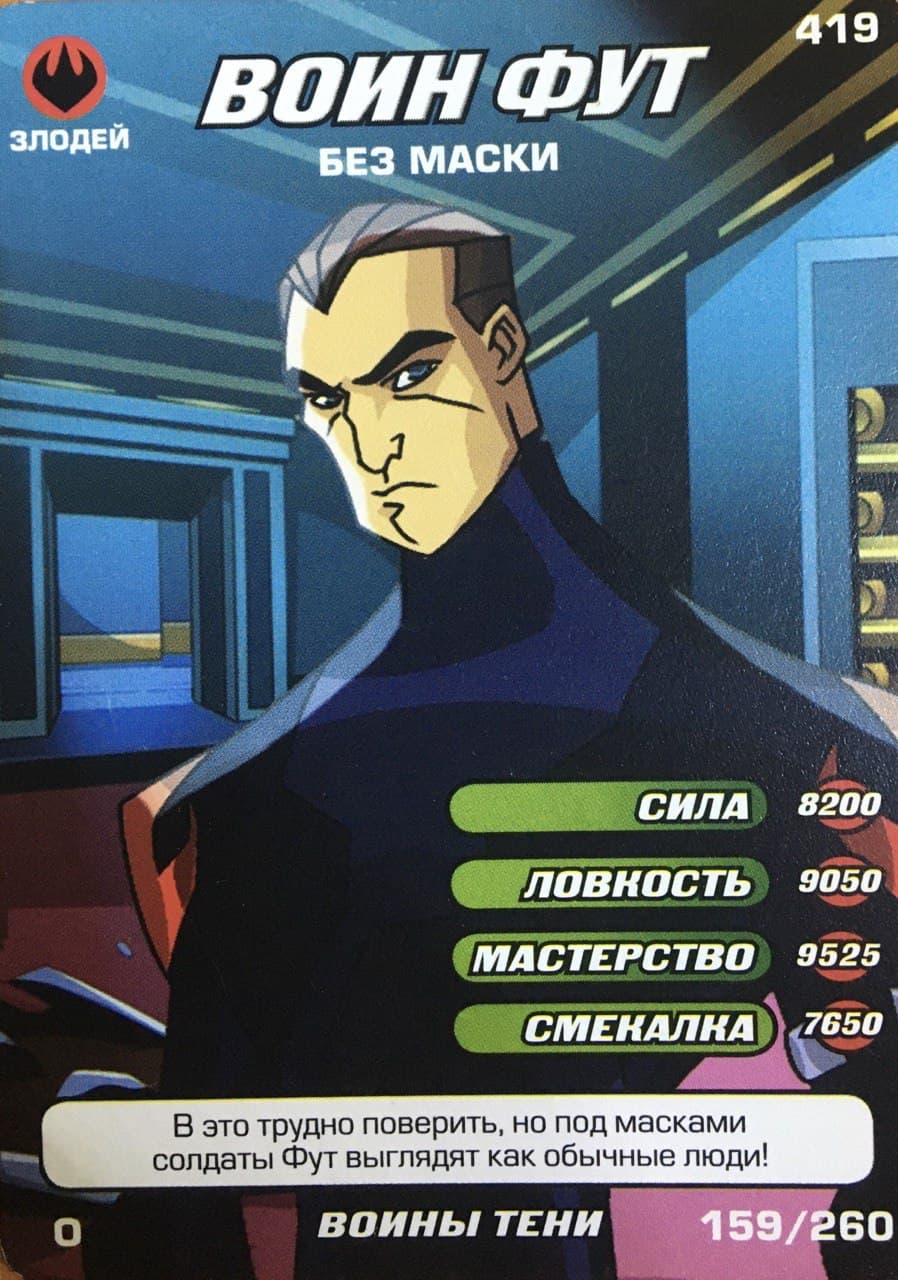 419
ВОИН ФУТ
ЗЛОДЕЙ
БЕЗ МАСКИ
СИЛА 8200
ЛОВКОСТЬ 9050
МАСТЕРСТВО 9525
СМЕКАЛКА 7650
В это трудно поверить, но под масками
солдаты Фут выглядят как обычные люди!
0 ВОИНЫ ТЕНИ 159/260